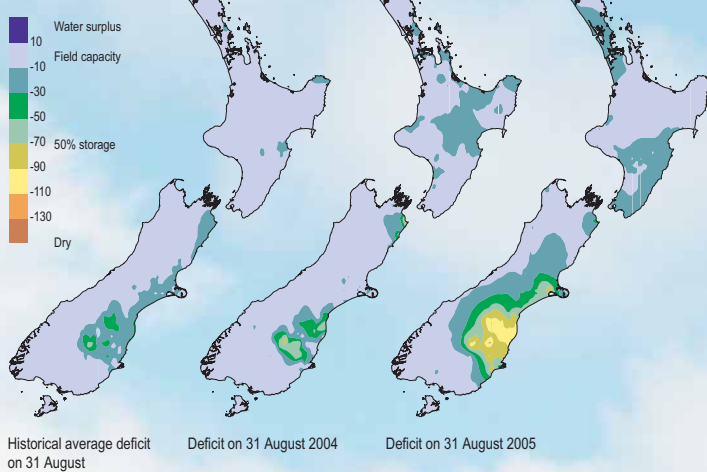 Water surplus
10
Field capacity
-10
-30
-50
-70
50% storage
-90
-110
-130
Dry
Historical average deficit
on 31 August
Deficit on 31 August 2004
Deficit on 31 August 2005